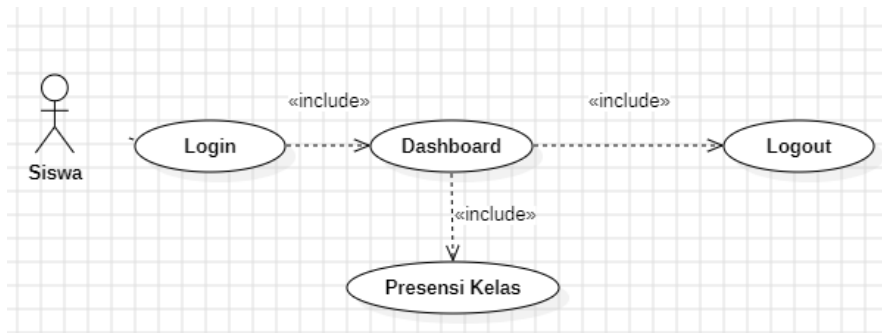 «include»
«include»
Login
Dashboard
Logout
Siswa
«include»
Presensi Kelas